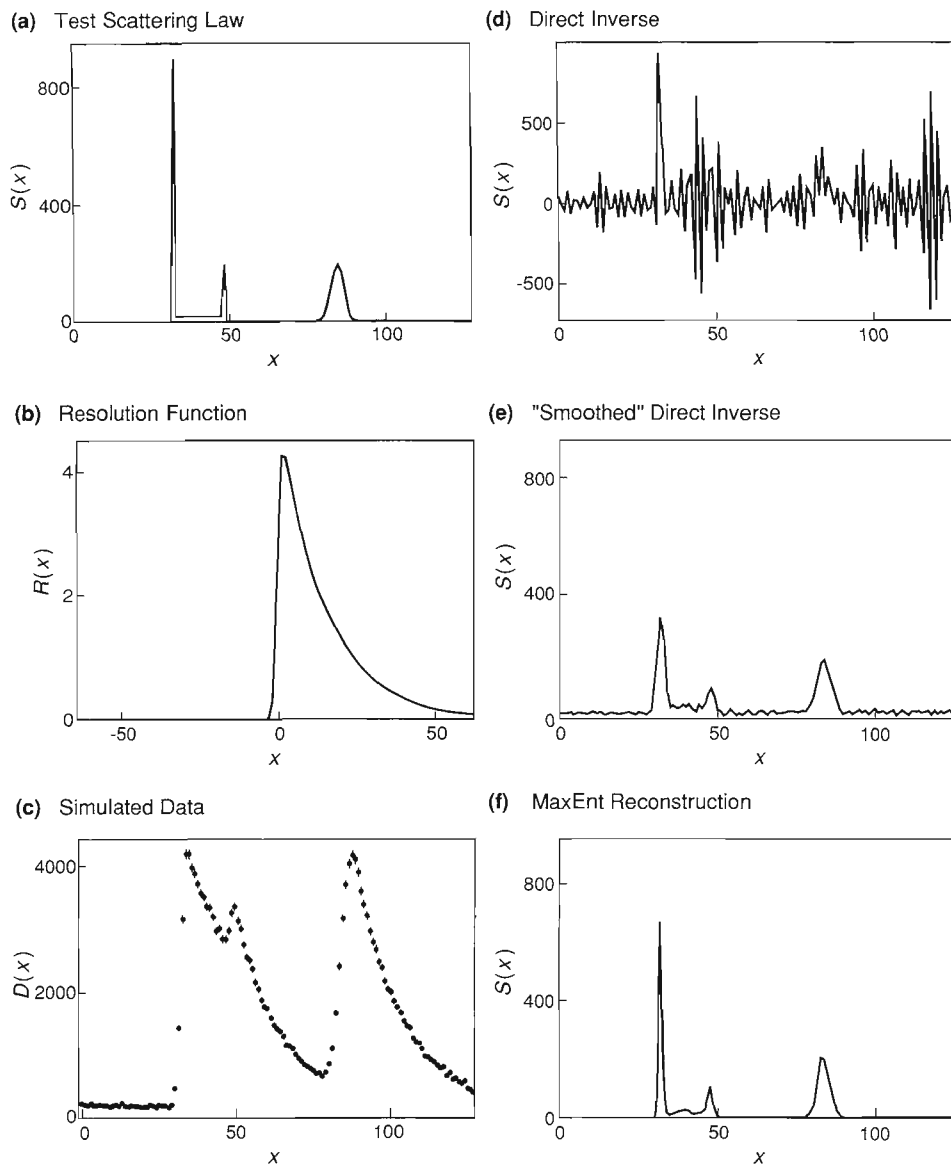 (a) Test Scattering Law
800
400
0
S(x)
0 50 100
x
(b) Resolution Function
4
2
0
R(x)
-50 0 50
x
(c) Simulated Data
4000
2000
0
D(x)
0 50 100
x
(d) Direct Inverse
500
0
-500
S(x)
0 50 100
x
(e) "Smoothed" Direct Inverse
800
400
0
S(x)
0 50 100
x
(f) MaxEnt Reconstruction
800
400
0
S(x)
0 50 100
x